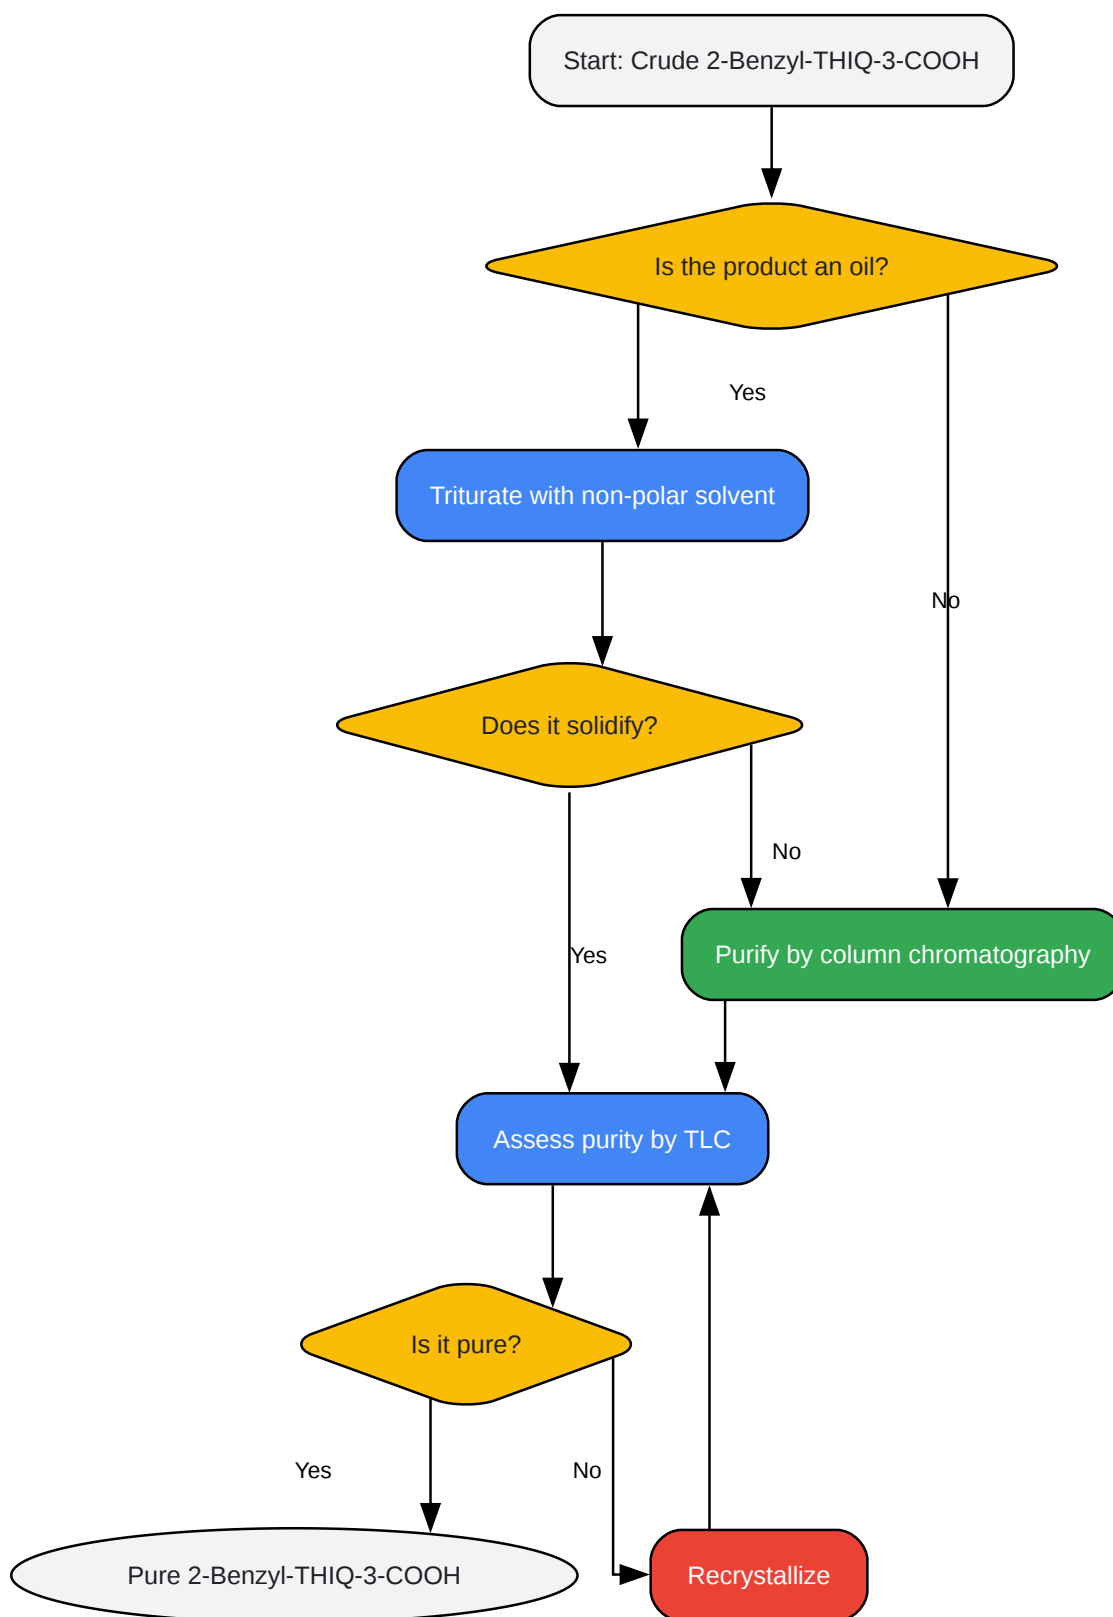 Start: Crude 2-Benzyl-THIQ-3-COOH
Is the product an oil?
Yes
Triturate with non-polar solvent
No
Does it solidify?
No
Yes
Purify by column chromatography
Assess purity by TLC
Is it pure?
Yes
No
Pure 2-Benzyl-THIQ-3-COOH
Recrystallize